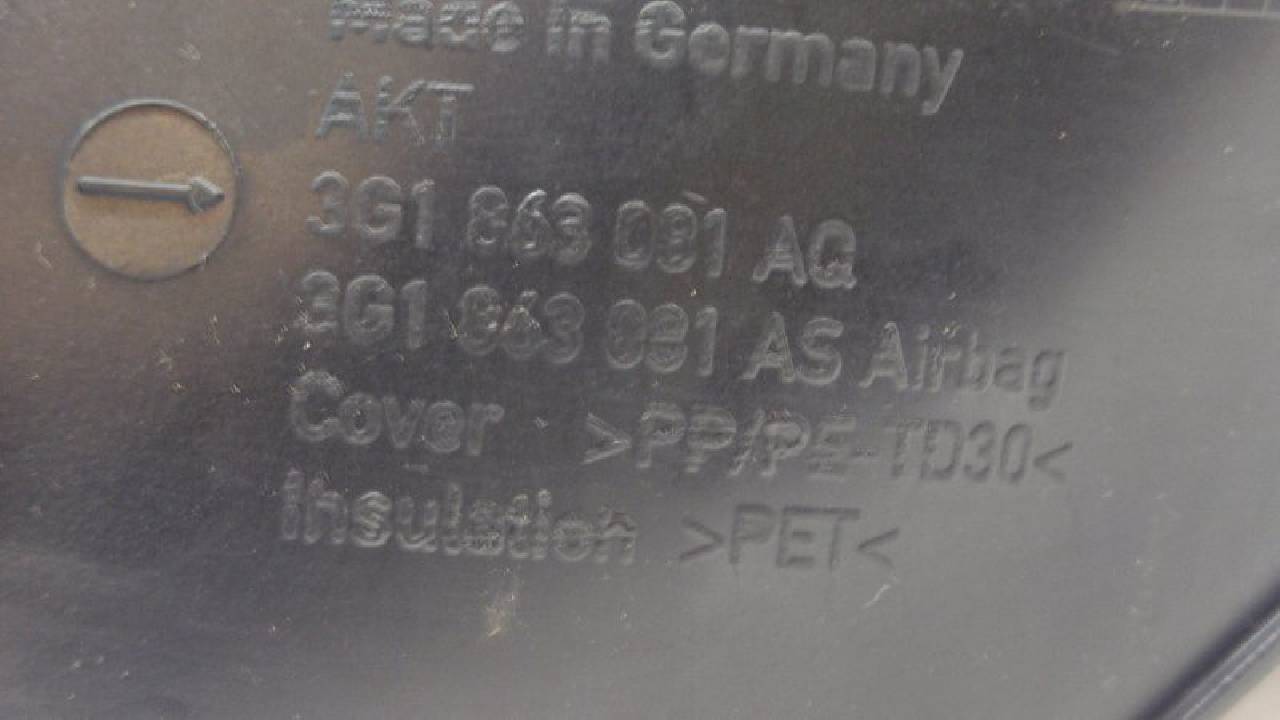 Made in Germany
AKT
3G1 863 081 AQ
3G1 863 081 AS Airbag
Cover >PP/PE-TD30<
Insulation >PET<